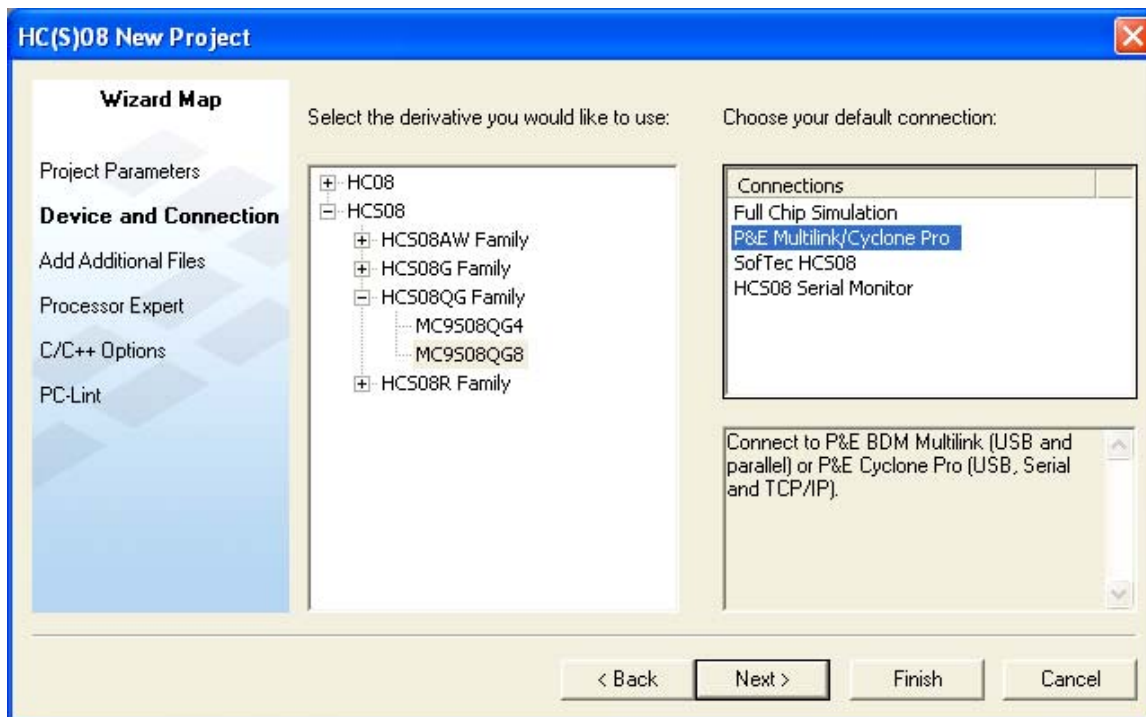 HC(S)08 New Project
Wizard Map
Project Parameters
Device and Connection
Add Additional Files
Processor Expert
C/C++ Options
PC-Lint
Select the derivative you would like to use:
HC08
HCS08
HCS08AW Family
HCS08G Family
HCS08QG Family
MC9S08QG4
MC9S08QG8
HCS08R Family
Choose your default connection:
Connections
Full Chip Simulation
P&E Multilink/Cyclone Pro
SofTec HCS08
HCS08 Serial Monitor
Connect to P&E BDM Multilink (USB and
parallel) or P&E Cyclone Pro (USB, Serial
and TCP/IP).
< Back
Next >
Finish
Cancel